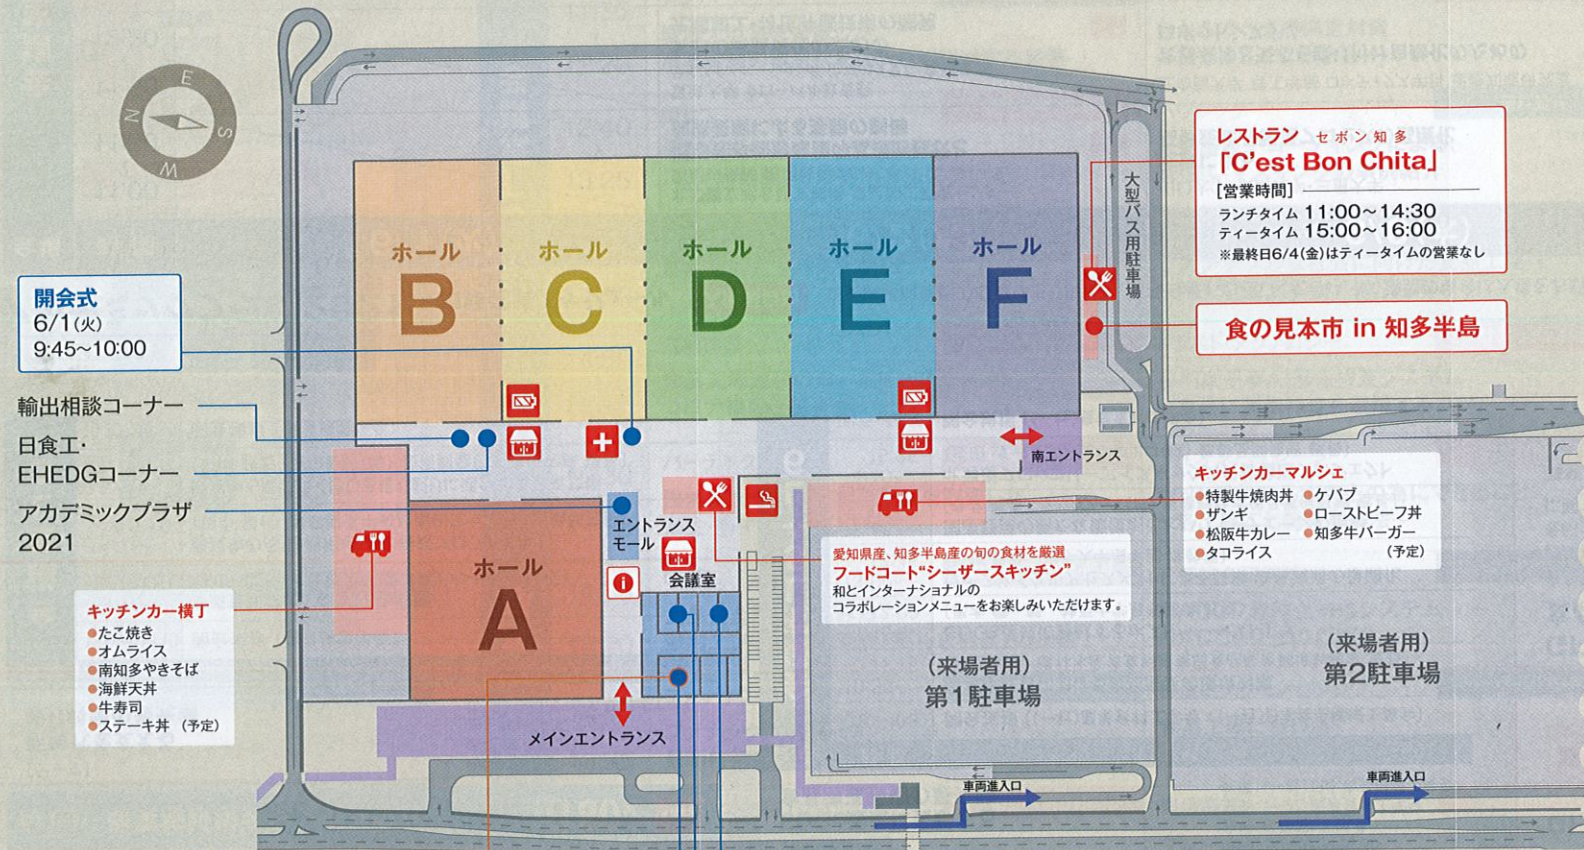 N
E
S
W
ホール
B
ホール
C
ホール
D
ホール
E
ホール
F
大型バス用駐車場
レストラン セボン知多
「C'est Bon Chita」
[営業時間]
ランチタイム 11:00〜14:30
ティータイム 15:00〜16:00
※最終日6/4(金)はティータイムの営業なし
食の見本市 in 知多半島
開会式
6/1(火)
9:45〜10:00
輸出相談コーナー
日食工・
EHEDGコーナー
アカデミックプラザ
2021
南エントランス
キッチンカーマルシェ
●特製牛焼肉丼 ●ケバブ
●ザンギ ●ローストビーフ丼
●松阪牛カレー ●知多牛バーガー
●タコライス (予定)
エントランス
モール
会議室
ホール
A
愛知県産、知多半島産の旬の食材を厳選
フードコート“シーザースキッチン”
和とインターナショナルの
コラボレーションメニューをお楽しみいただけます。
キッチンカー横丁
●たこ焼き
●オムライス
●南知多やきそば
●海鮮天丼
●牛寿司
●ステーキ丼 (予定)
メインエントランス
(来場者用)
第1駐車場
(来場者用)
第2駐車場
車両進入口
車両進入口